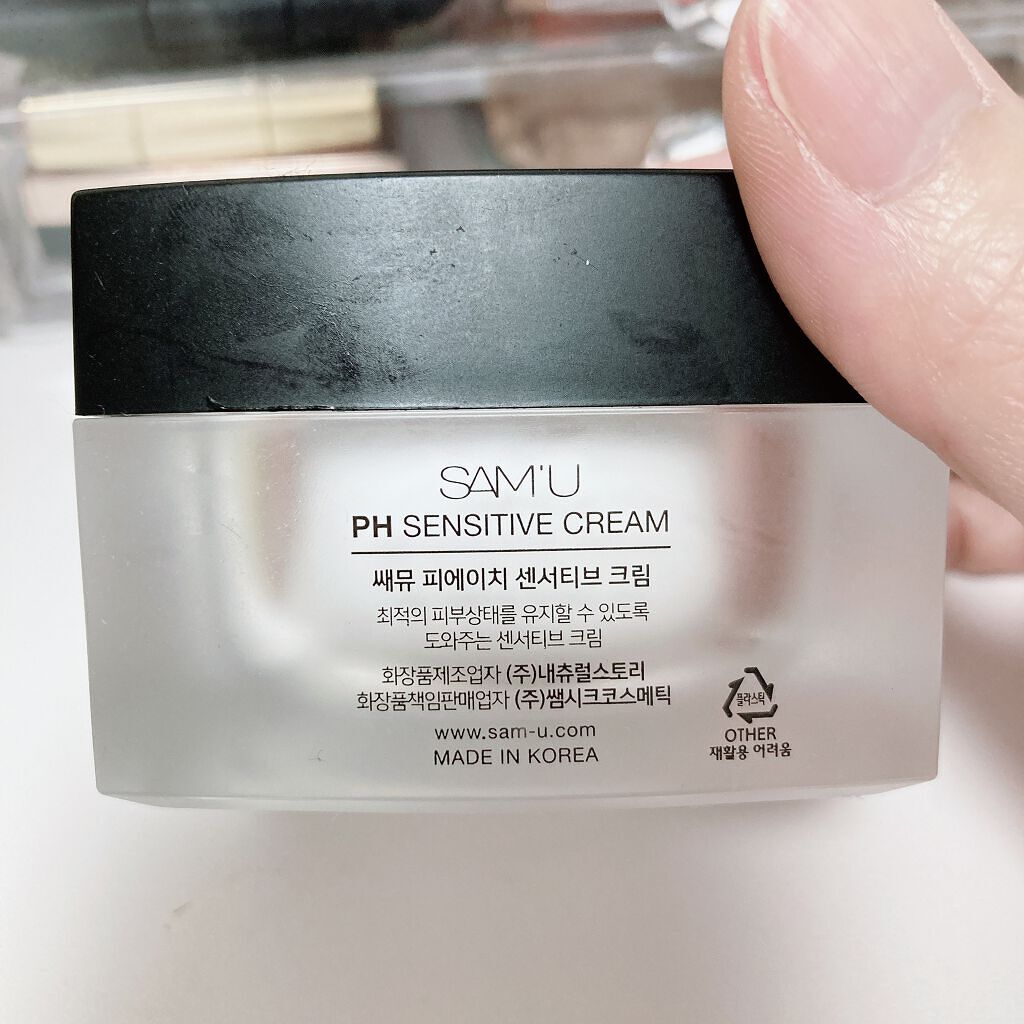 SAM'U
PH SENSITIVE CREAM
쌔뮤 피에이치 센서티브 크림
최적의 피부상태를 유지할 수 있도록
도와주는 센서티브 크림
화장품제조업자 (주)내츄럴스토리
화장품책임판매업자 (주)쌤시크코스메틱
www.sam-u.com
MADE IN KOREA
플라스틱
OTHER
재활용 어려움